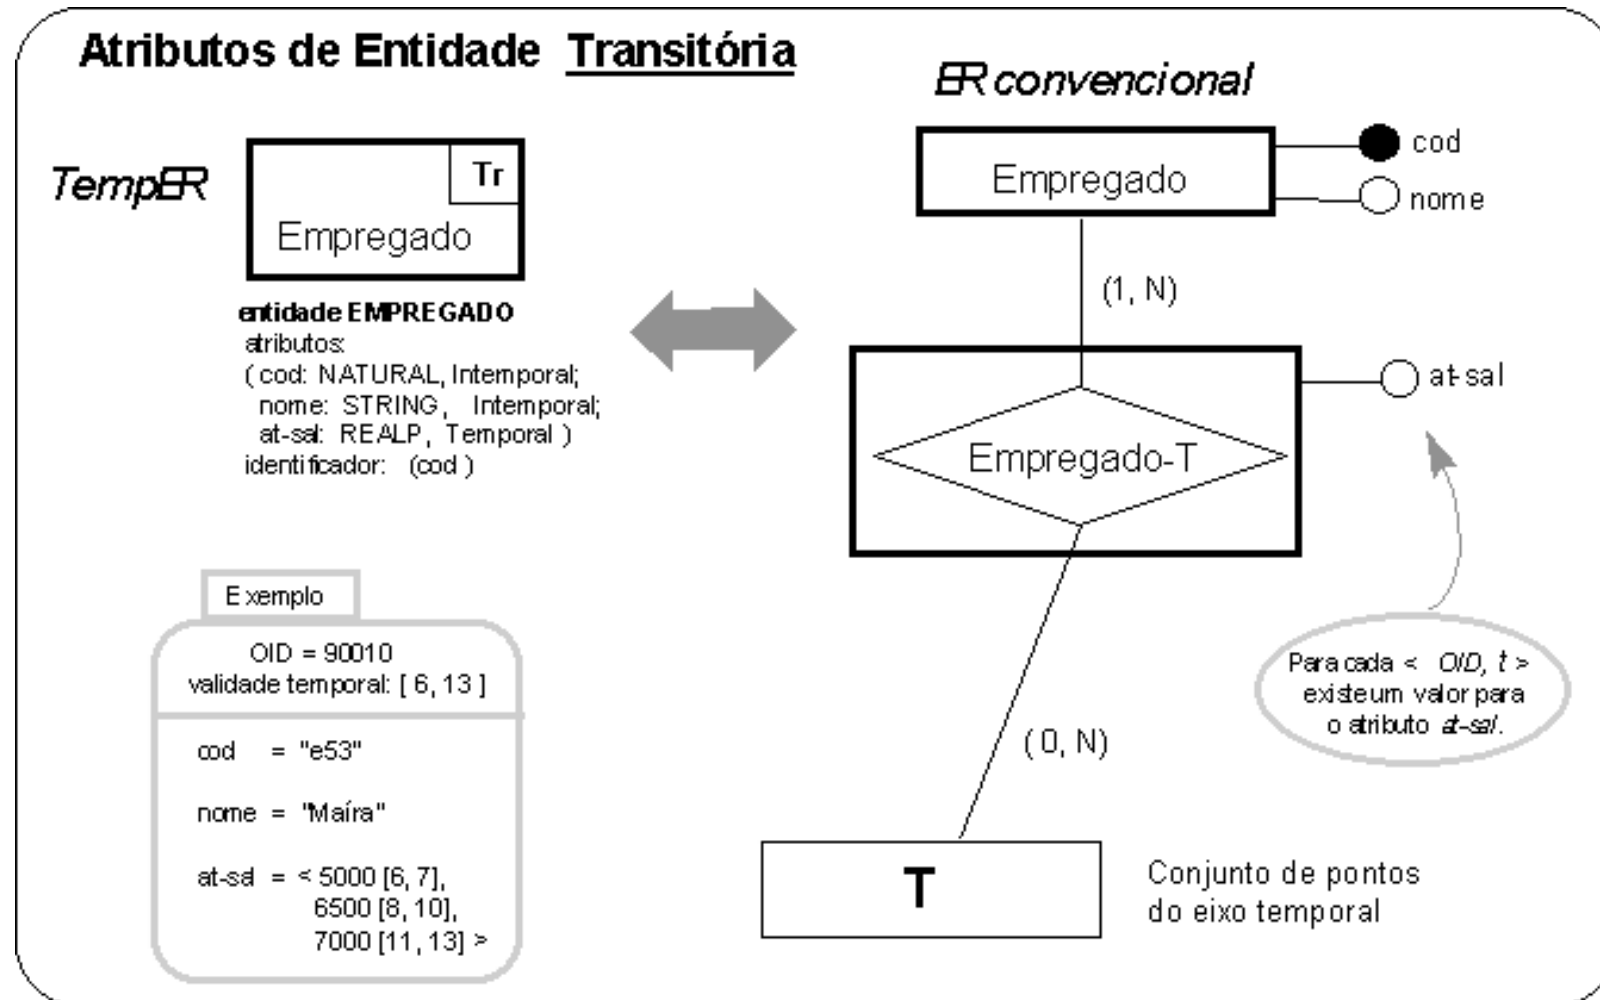 Atributos de Entidade Transitória
TempER
Tr
Empregado
entidade EMPREGADO
atributos:
(cod: NATURAL, Intemporal;
nome: STRING, Intemporal;
at-sal: REALP, Temporal)
identificador: (cod)
Exemplo
OID = 90010
validade temporal: [ 6, 13 ]
cod = "e53"
nome = "Maíra"
at-sal = < 5000 [6, 7],
6500 [8, 10],
7000 [11, 13] >
ER convencional
Empregado
cod
nome
(1, N)
Empregado-T
at-sal
Para cada < OID, t >
existe um valor para
o atributo at-sal.
(0, N)
T
Conjunto de pontos
do eixo temporal